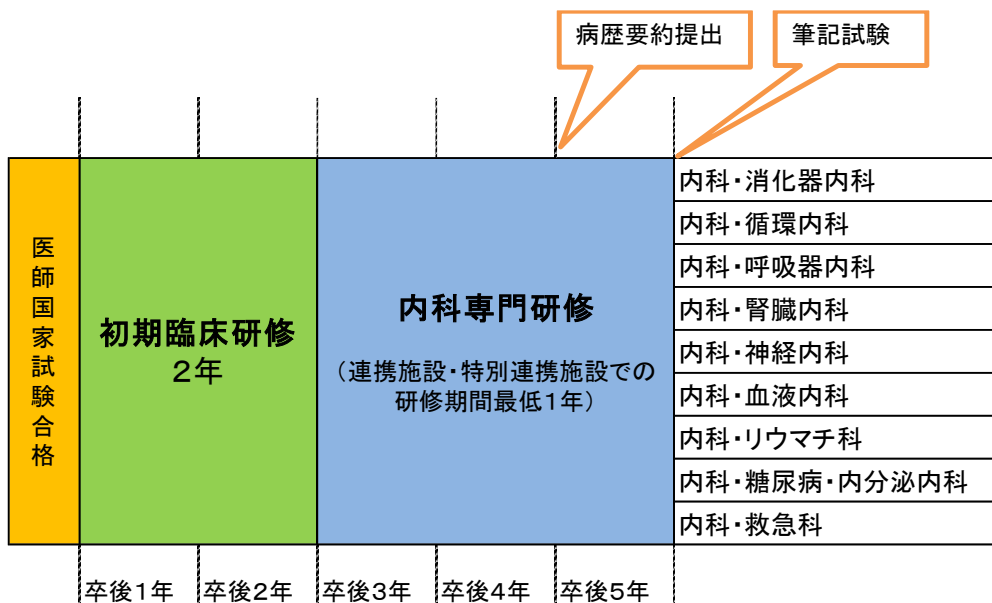 病歴要約提出
筆記試験
医師国家試験合格
初期臨床研修
2年
内科専門研修
（連携施設・特別連携施設での
研修期間最低1年）
内科・消化器内科
内科・循環内科
内科・呼吸器内科
内科・腎臓内科
内科・神経内科
内科・血液内科
内科・リウマチ科
内科・糖尿病・内分泌内科
内科・救急科
卒後1年
卒後2年
卒後3年
卒後4年
卒後5年